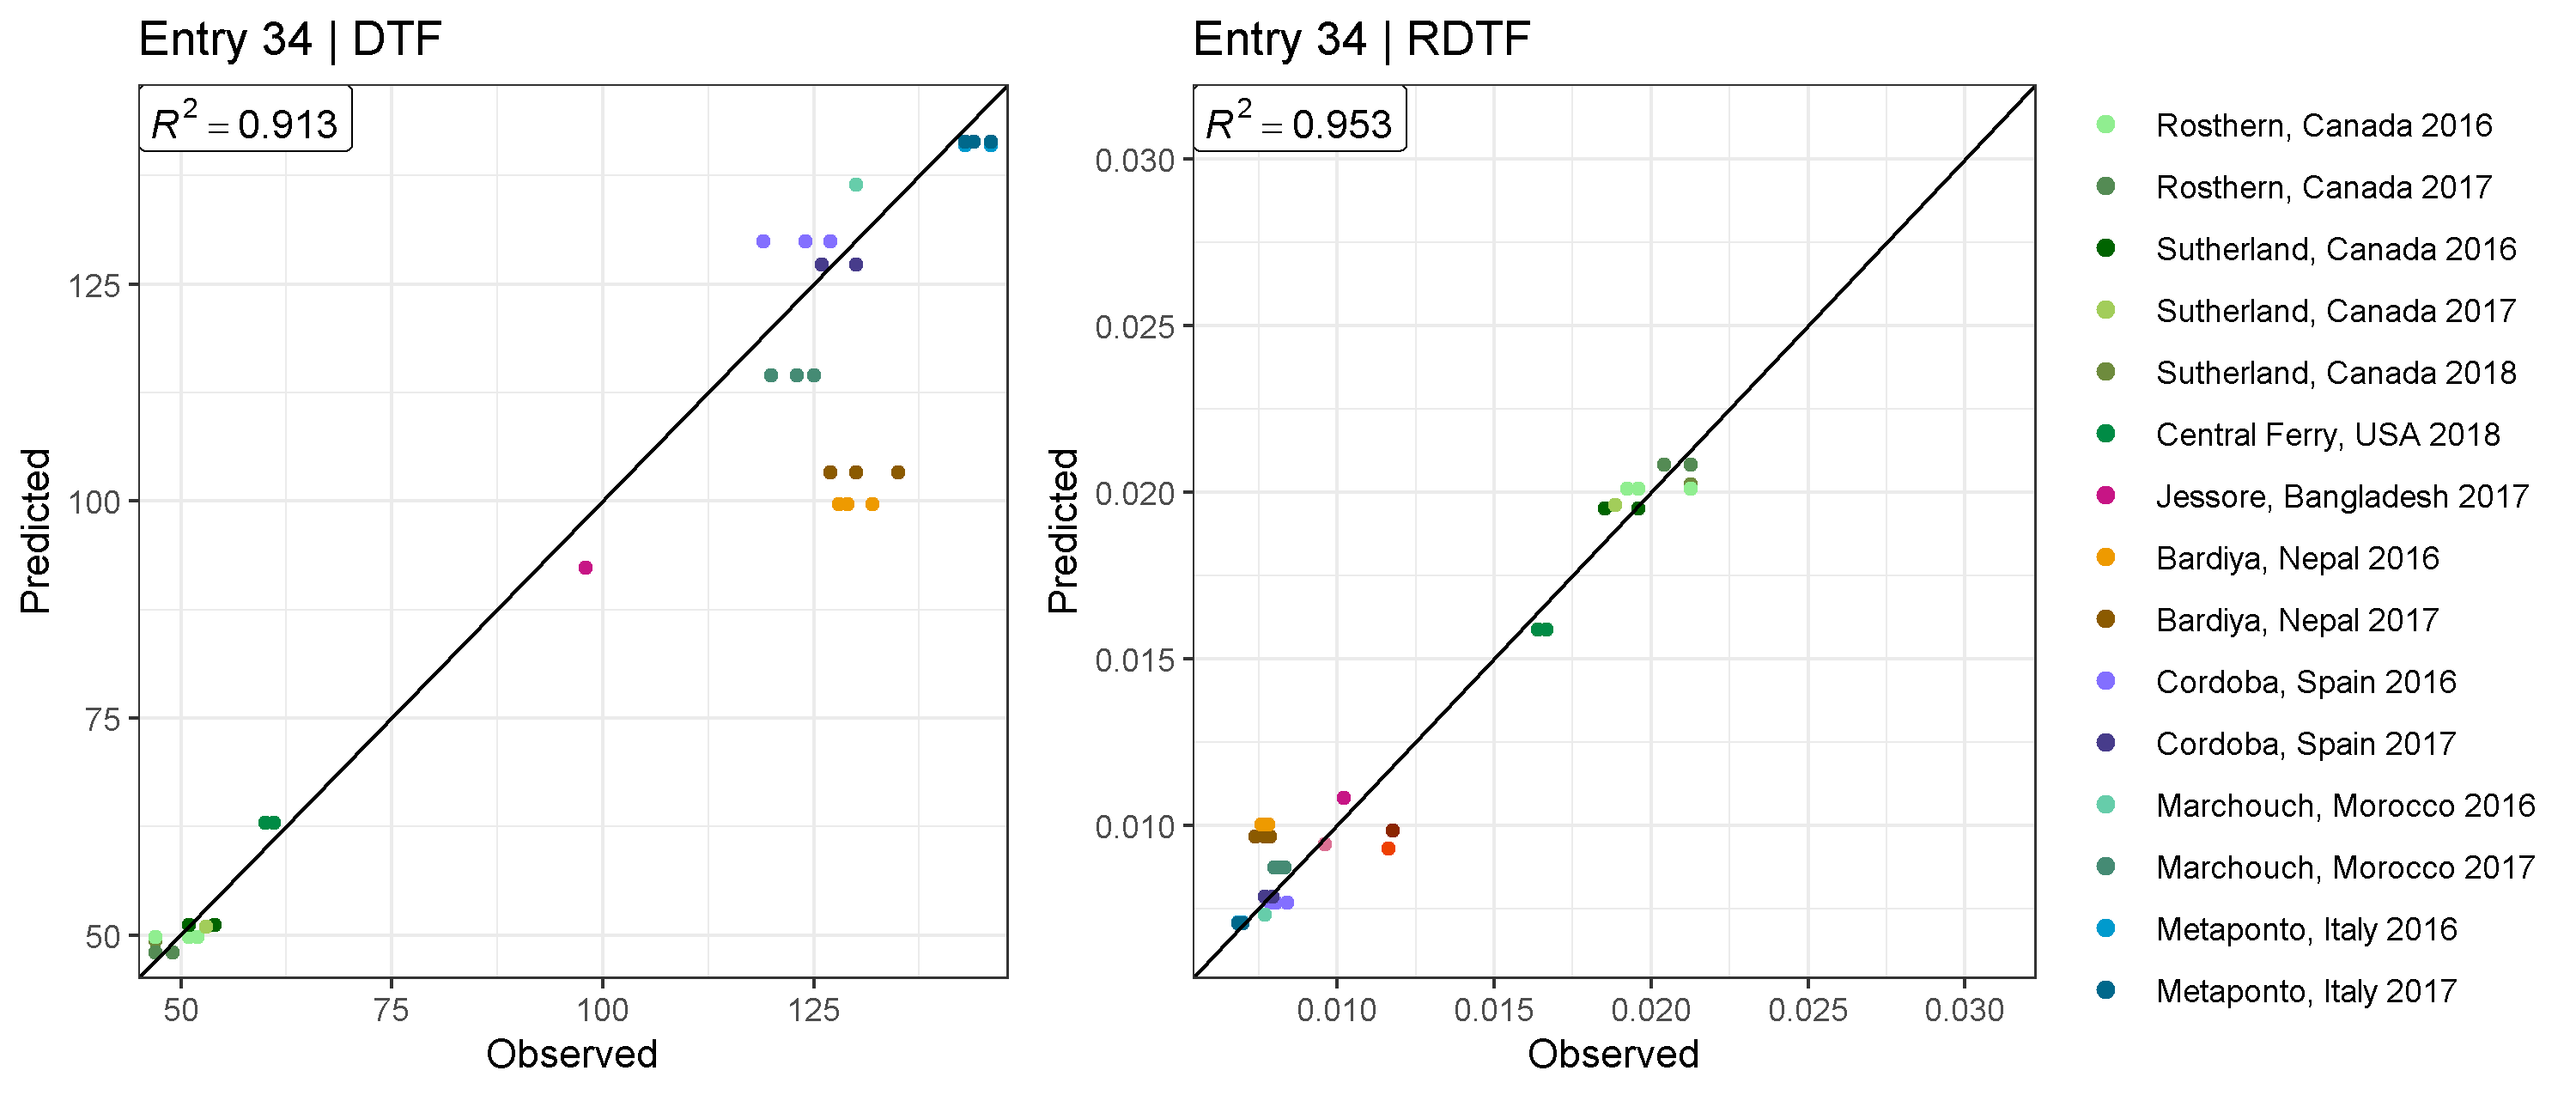 Entry 34 | DTF
R² = 0.913
125
100
75
50
50 75 100 125
Observed
Predicted
Entry 34 | RDTF
R² = 0.953
0.030
0.025
0.020
0.015
0.010
0.010 0.015 0.020 0.025 0.030
Observed
Predicted
Rosthern, Canada 2016
Rosthern, Canada 2017
Sutherland, Canada 2016
Sutherland, Canada 2017
Sutherland, Canada 2018
Central Ferry, USA 2018
Jessore, Bangladesh 2017
Bardiya, Nepal 2016
Bardiya, Nepal 2017
Cordoba, Spain 2016
Cordoba, Spain 2017
Marchouch, Morocco 2016
Marchouch, Morocco 2017
Metaponto, Italy 2016
Metaponto, Italy 2017